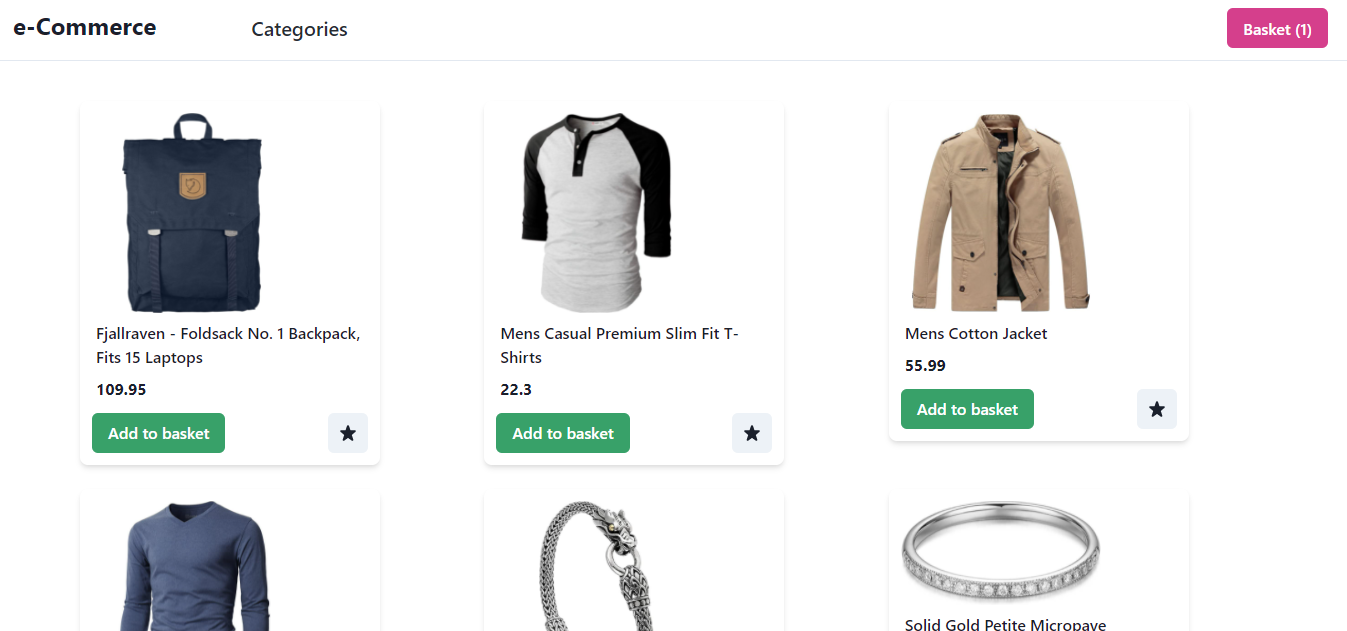 e-Commerce
Categories
Basket (1)
Fjallraven - Foldsack No. 1 Backpack,
Fits 15 Laptops
109.95
Add to basket
Mens Casual Premium Slim Fit T-
Shirts
22.3
Add to basket
Mens Cotton Jacket
55.99
Add to basket
Solid Gold Petite Micropave